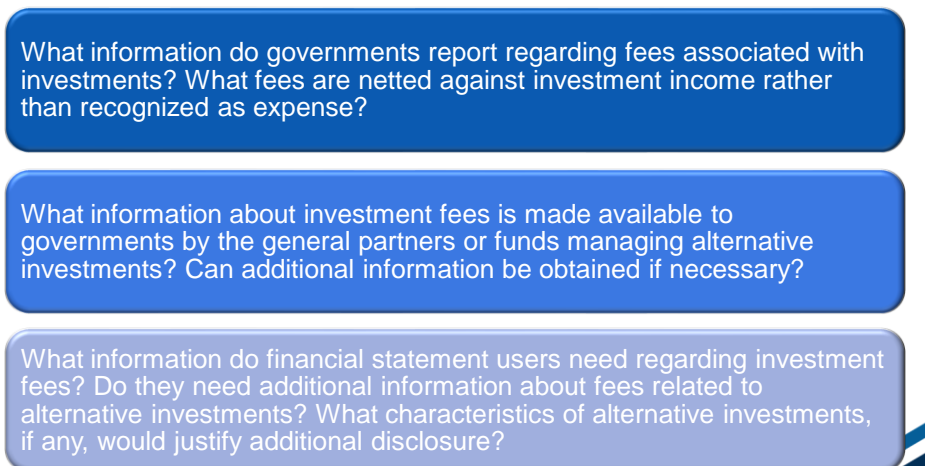 What information do governments report regarding fees associated with
investments? What fees are netted against investment income rather
than recognized as expense?
What information about investment fees is made available to
governments by the general partners or funds managing alternative
investments? Can additional information be obtained if necessary?
What information do financial statement users need regarding investment
fees? Do they need additional information about fees related to
alternative investments? What characteristics of alternative investments,
if any, would justify additional disclosure?